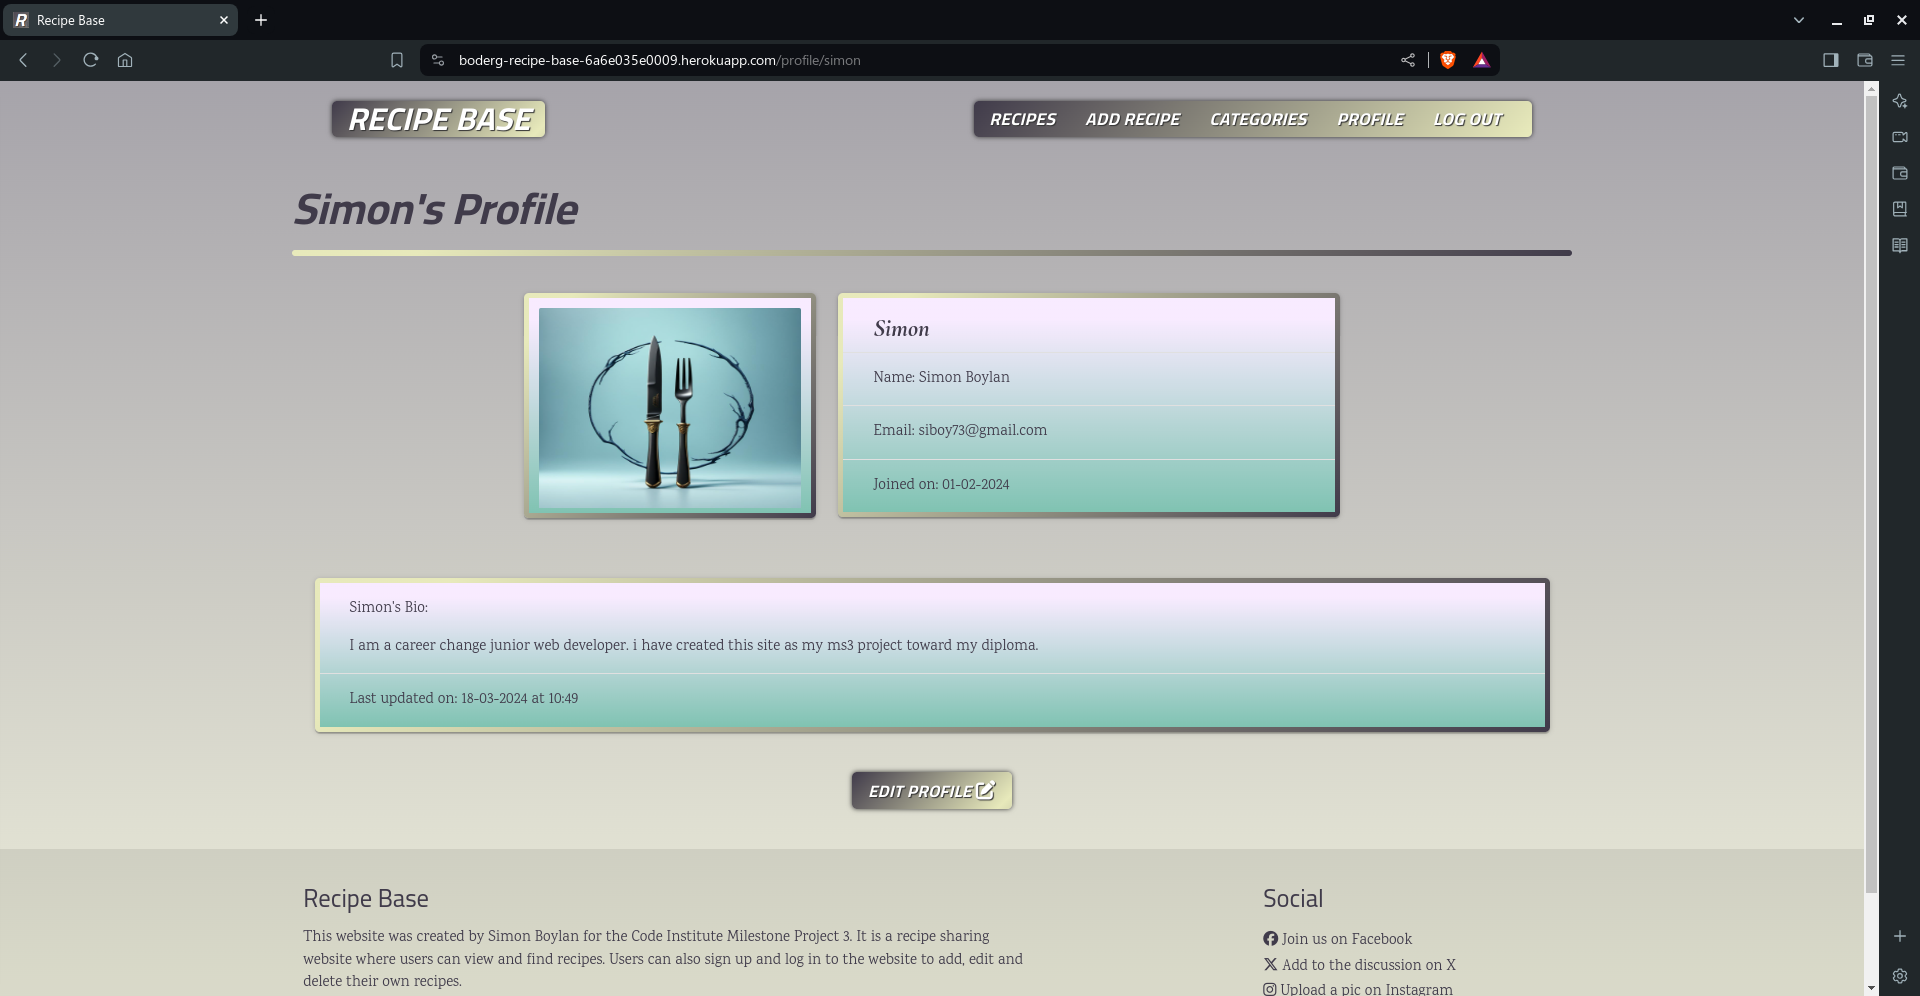 Recipe Base
boderg-recipe-base-6a6e035e0009.herokuapp.com/profile/simon
RECIPE BASE
RECIPES ADD RECIPE CATEGORIES PROFILE LOG OUT
Simon's Profile
Simon
Name: Simon Boylan
Email: siboy73@gmail.com
Joined on: 01-02-2024
Simon's Bio:
I am a career change junior web developer. i have created this site as my ms3 project toward my diploma.
Last updated on: 18-03-2024 at 10:49
EDIT PROFILE
Recipe Base
This website was created by Simon Boylan for the Code Institute Milestone Project 3. It is a recipe sharing
website where users can view and find recipes. Users can also sign up and log in to the website to add, edit and
delete their own recipes.
Social
Join us on Facebook
Add to the discussion on X
Upload a pic on Instagram